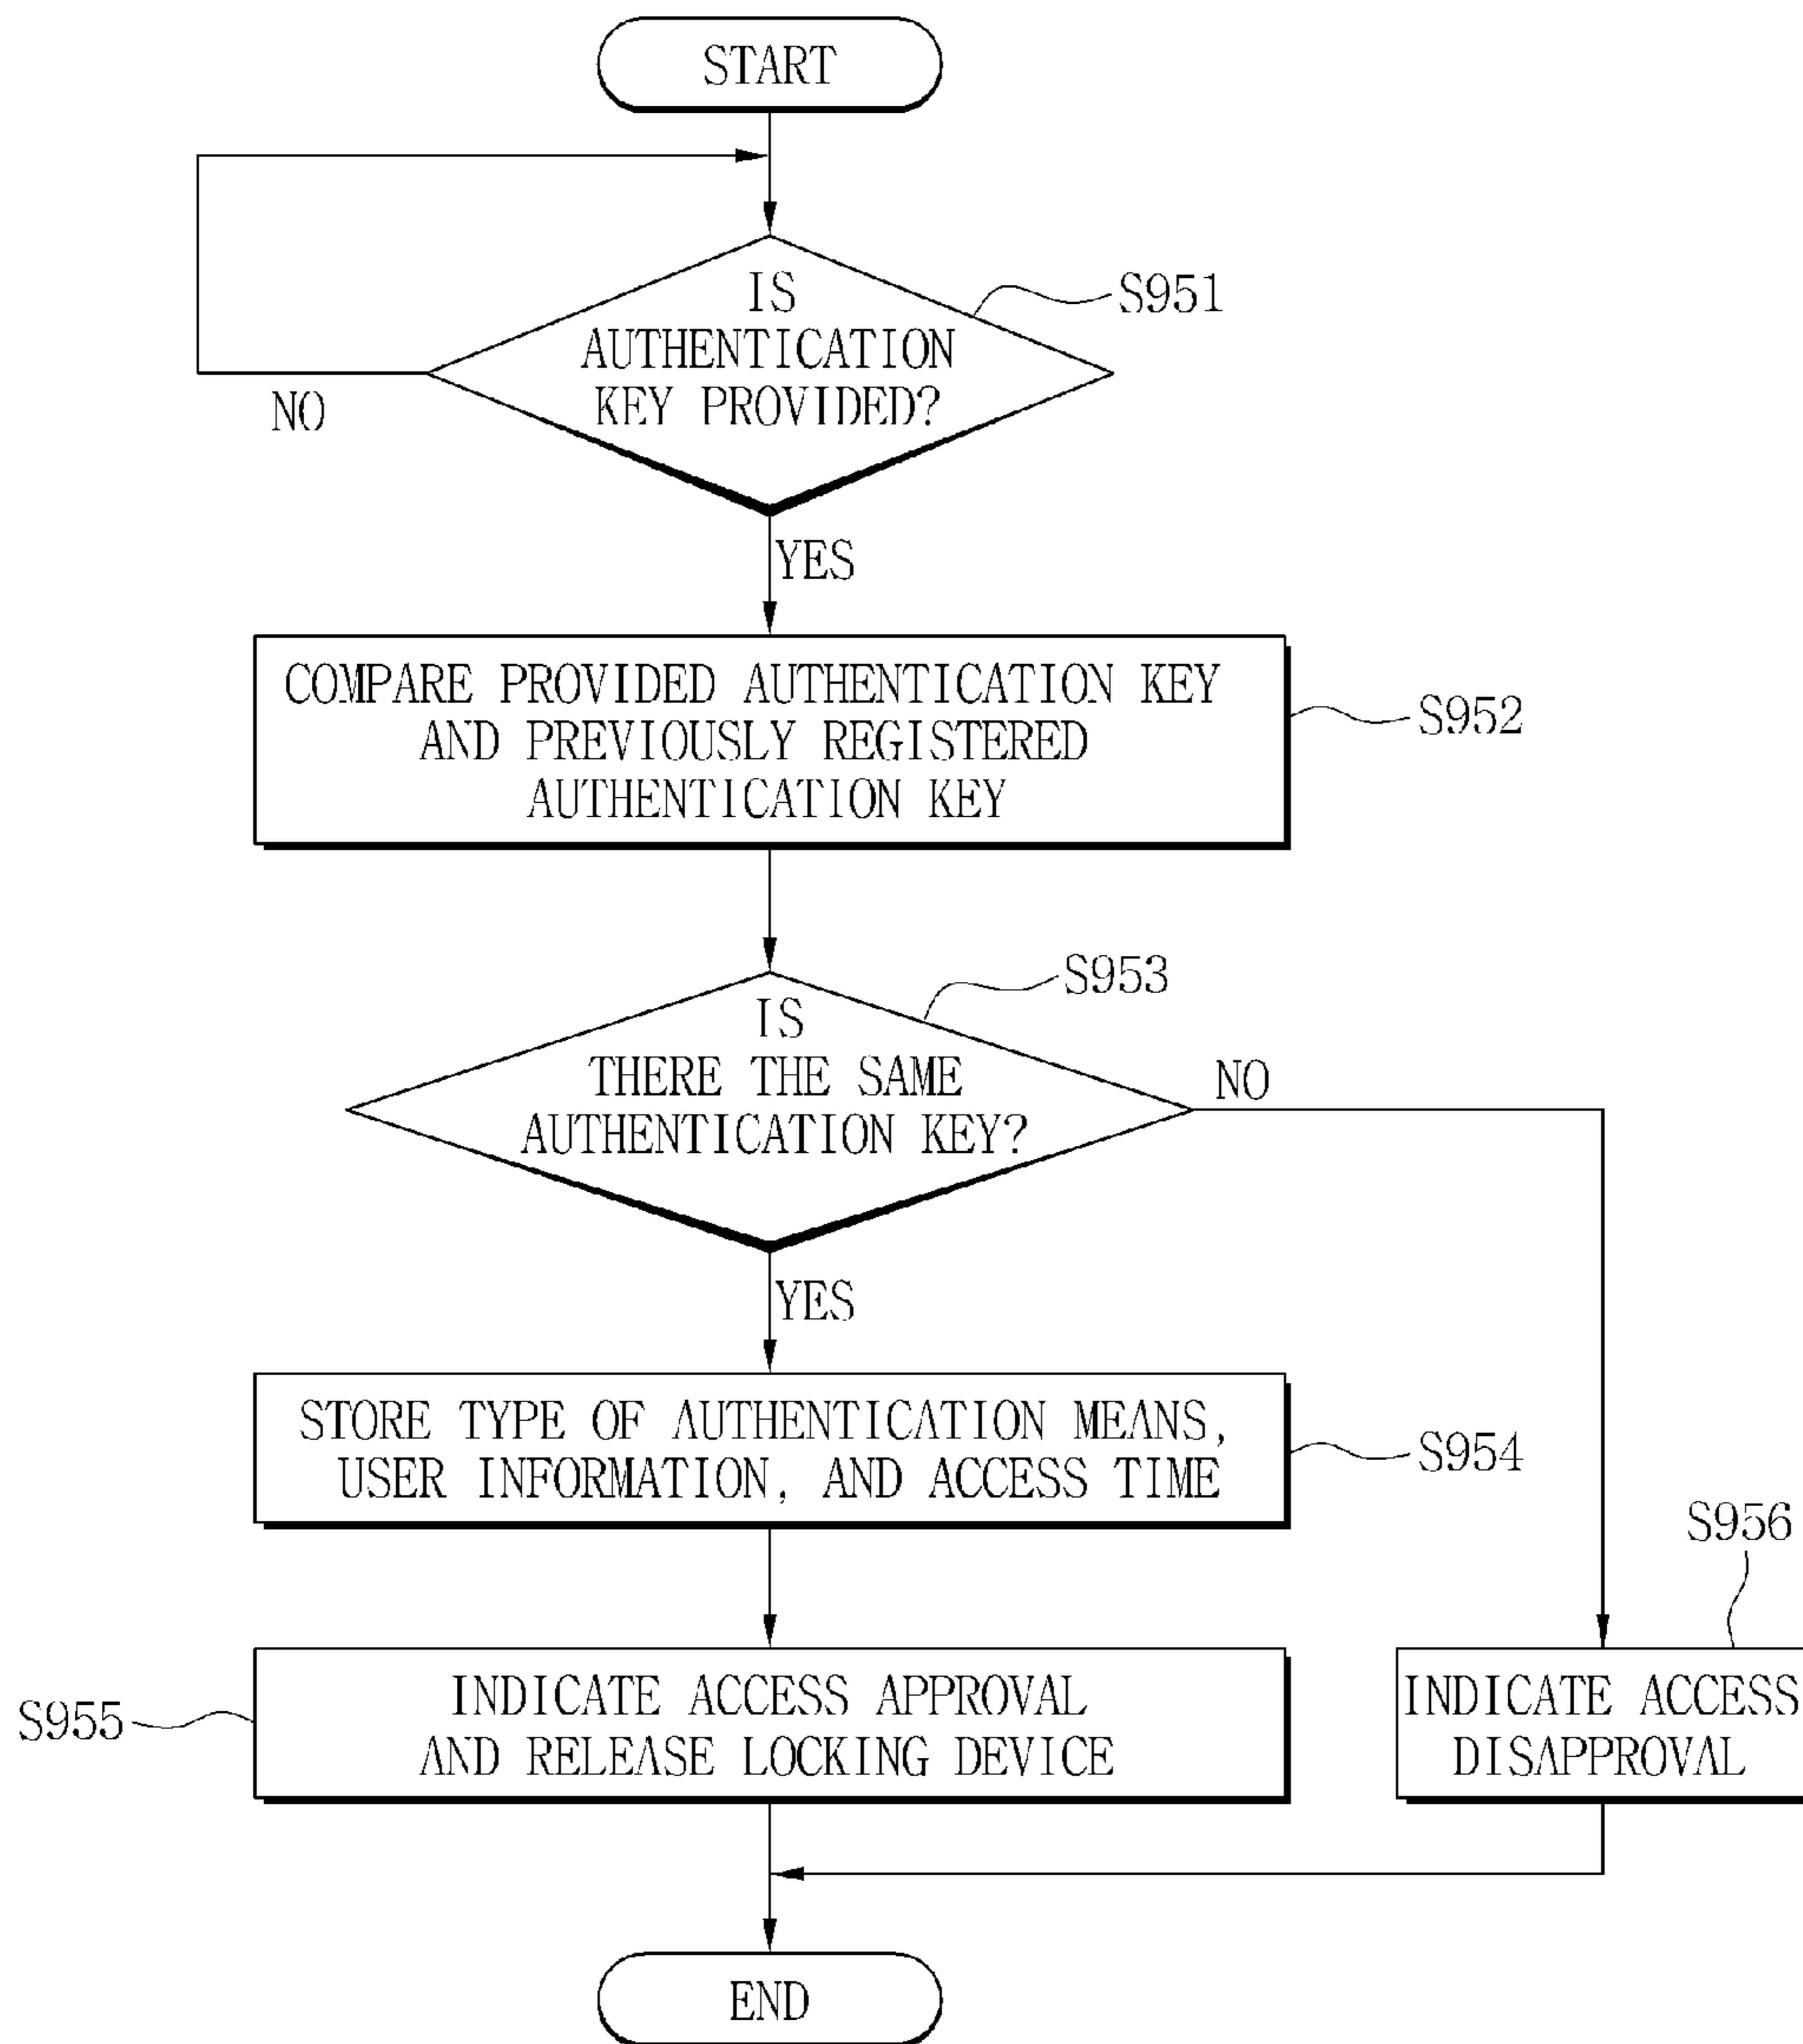 START
IS
AUTHENTICATION
KEY PROVIDED?
S951
NO
YES
COMPARE PROVIDED AUTHENTICATION KEY
AND PREVIOUSLY REGISTERED
AUTHENTICATION KEY
S952
IS
THERE THE SAME
AUTHENTICATION KEY?
S953
NO
YES
STORE TYPE OF AUTHENTICATION MEANS,
USER INFORMATION, AND ACCESS TIME
S954
S956
S955
INDICATE ACCESS APPROVAL
AND RELEASE LOCKING DEVICE
INDICATE ACCESS
DISAPPROVAL
END